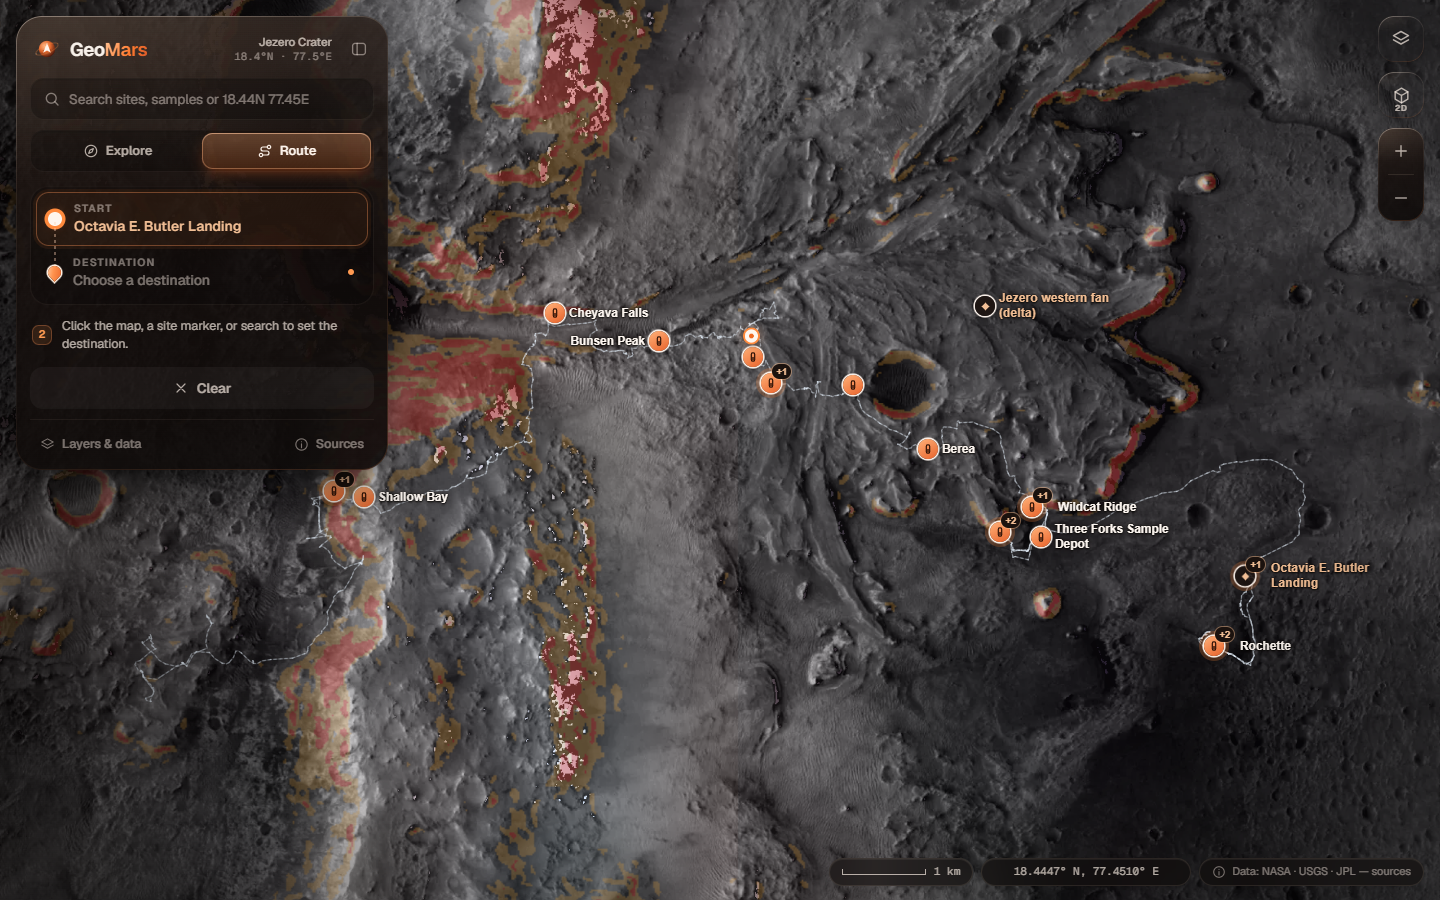 GeoMars
Jezero Crater
18.4°N · 77.5°E
Search sites, samples or 18.44N 77.45E
Explore
Route
START
Octavia E. Butler Landing
DESTINATION
Choose a destination
2
Click the map, a site marker, or search to set the
destination.
Clear
Layers & data
Sources
2D
+
−
Cheyava Falls
Bunsen Peak
Jezero western fan
(delta)
+1
Berea
+1
Shallow Bay
+1
Wildcat Ridge
+2
Three Forks Sample
Depot
+1
Octavia E. Butler
Landing
+2
Rochette
1 km
18.4447° N, 77.4510° E
Data: NASA · USGS · JPL — sources